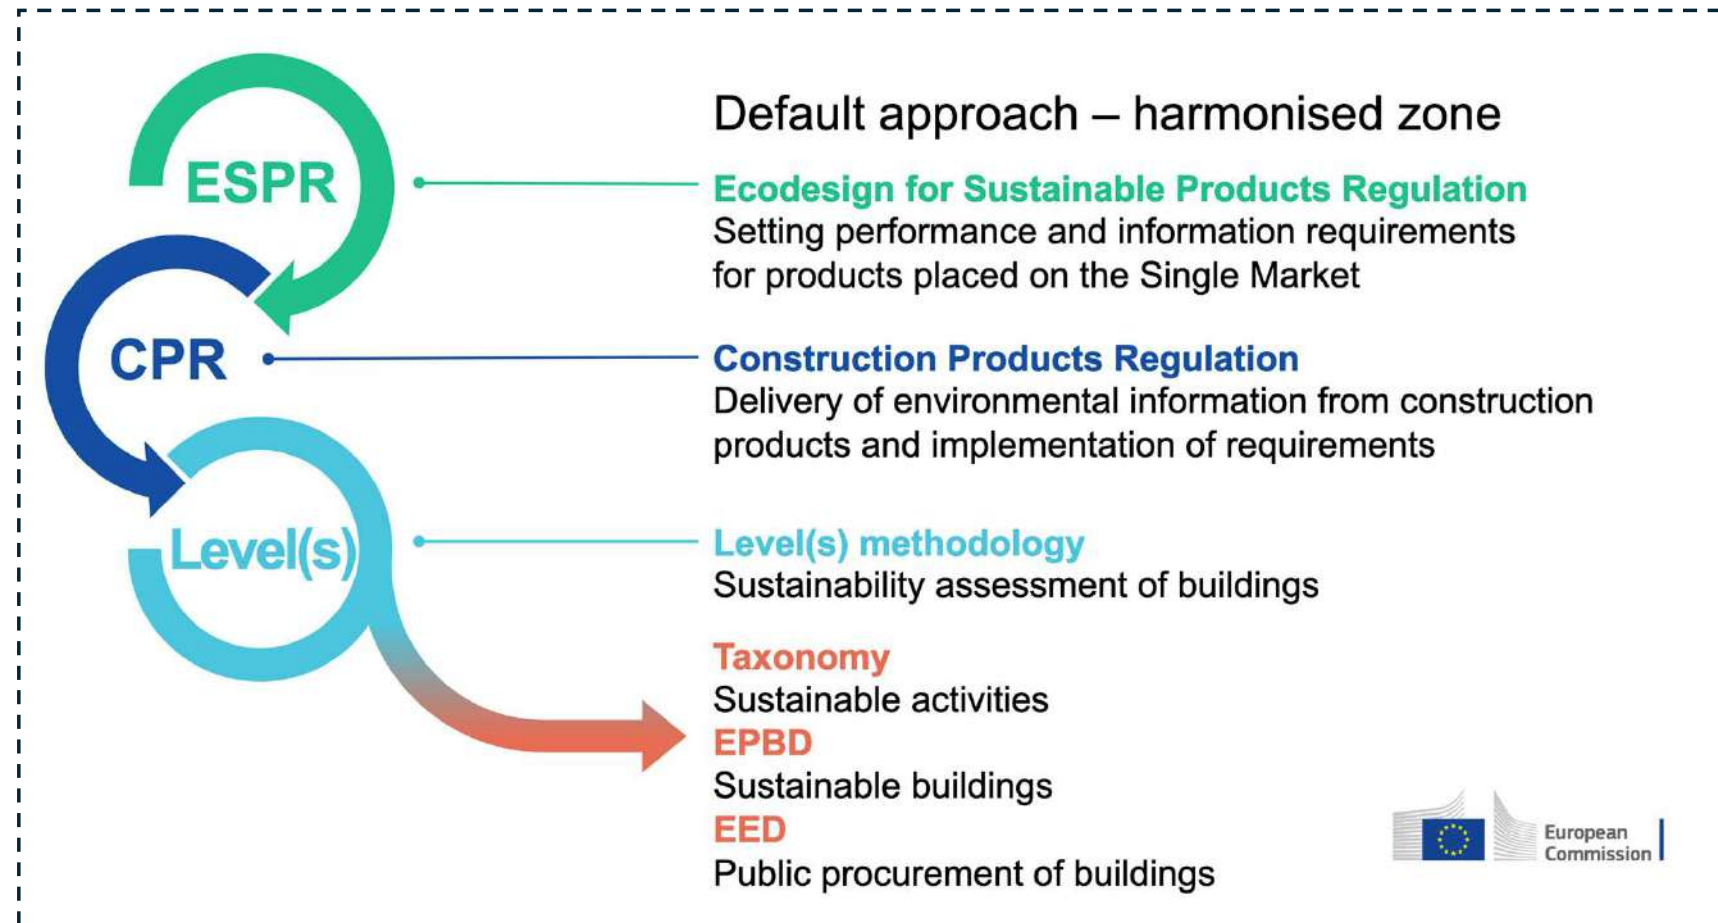 Default approach – harmonised zone
ESPR
Ecodesign for Sustainable Products Regulation
Setting performance and information requirements
for products placed on the Single Market
CPR
Construction Products Regulation
Delivery of environmental information from construction
products and implementation of requirements
Level(s)
Level(s) methodology
Sustainability assessment of buildings
Taxonomy
Sustainable activities
EPBD
Sustainable buildings
EED
Public procurement of buildings
European
Commission